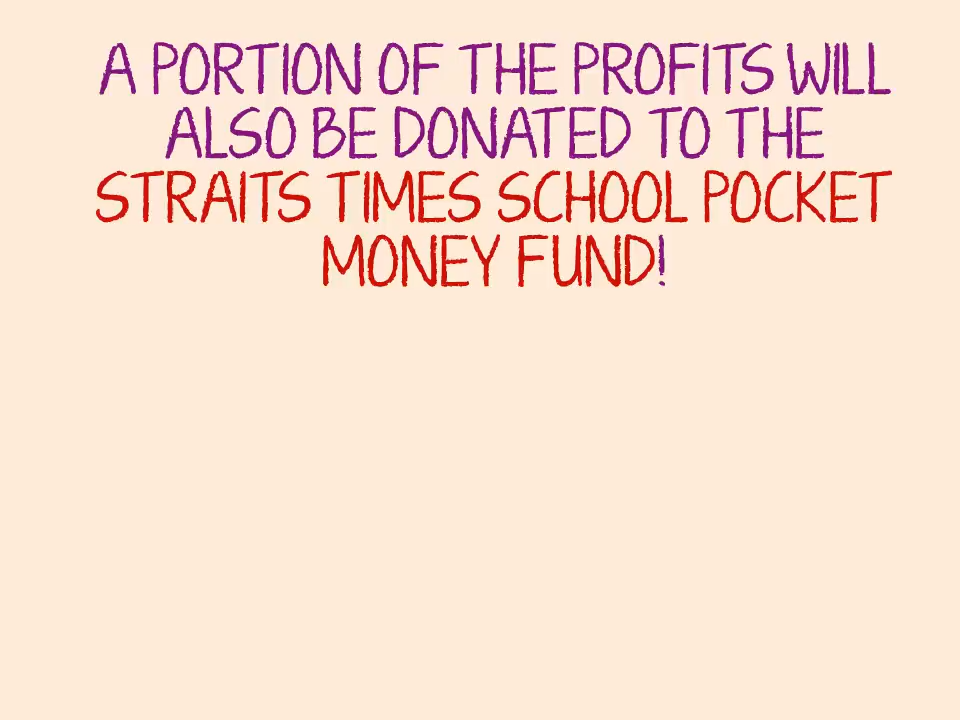 A PORTION OF THE PROFITS WILL
ALSO BE DONATED TO THE
STRAITS TIMES SCHOOL POCKET
MONEY FUND!